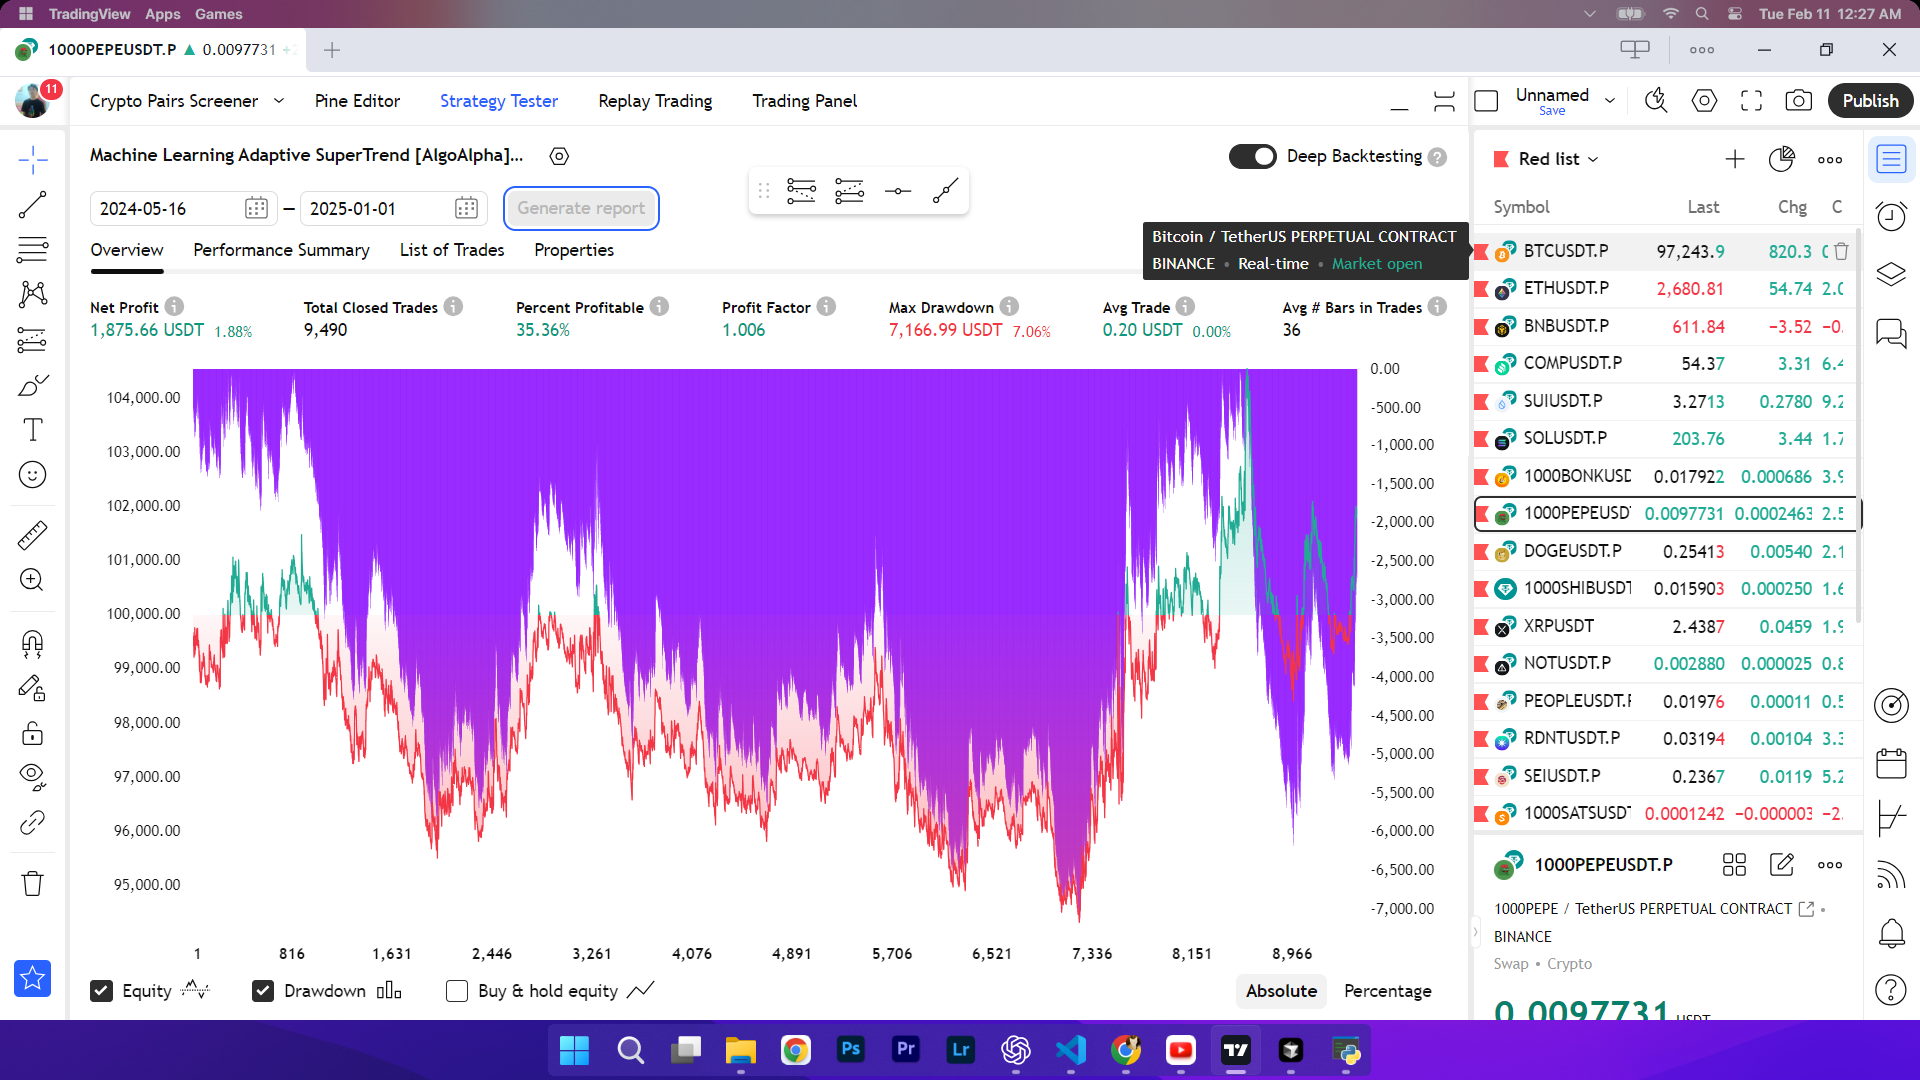 TradingView Apps Games
Tue Feb 11 12:27 AM
1000PEPEUSDT.P ▲ 0.0097731
11
Crypto Pairs Screener Pine Editor Strategy Tester Replay Trading Trading Panel
Unnamed
Save
Publish
Machine Learning Adaptive SuperTrend [AlgoAlpha]...
Deep Backtesting
Red list
2024-05-16 — 2025-01-01 Generate report
Symbol Last Chg C
Overview Performance Summary List of Trades Properties
Bitcoin / TetherUS PERPETUAL CONTRACT
BINANCE • Real-time • Market open
Net Profit Total Closed Trades Percent Profitable Profit Factor Max Drawdown Avg Trade Avg # Bars in Trades
1,875.66 USDT 1.88% 9,490 35.36% 1.006 7,166.99 USDT 7.06% 0.20 USDT 0.00% 36
104,000.00
103,000.00
102,000.00
101,000.00
100,000.00
99,000.00
98,000.00
97,000.00
96,000.00
95,000.00
0.00
-500.00
-1,000.00
-1,500.00
-2,000.00
-2,500.00
-3,000.00
-3,500.00
-4,000.00
-4,500.00
-5,000.00
-5,500.00
-6,000.00
-6,500.00
-7,000.00
1 816 1,631 2,446 3,261 4,076 4,891 5,706 6,521 7,336 8,151 8,966
Equity Drawdown Buy & hold equity Absolute Percentage
BTCUSDT.P 97,243.9 820.3
ETHUSDT.P 2,680.81 54.74 2.0
BNBUSDT.P 611.84 −3.52 −0.
COMPUSDT.P 54.37 3.31 6.4
SUIUSDT.P 3.2713 0.2780 9.2
SOLUSDT.P 203.76 3.44 1.7
1000BONKUSD 0.017922 0.000686 3.9
1000PEPEUSDT 0.0097731 0.0002463 2.5
DOGEUSDT.P 0.25413 0.00540 2.1
1000SHIBUSDT 0.015903 0.000250 1.6
XRPUSDT 2.4387 0.0459 1.9
NOTUSDT.P 0.002880 0.000025 0.8
PEOPLEUSDT.P 0.01976 0.00011 0.5
RDNTUSDT.P 0.03194 0.00104 3.3
SEIUSDT.P 0.2367 0.0119 5.2
1000SATSUSDT 0.0001242 −0.000003 −2.
1000PEPEUSDT.P
1000PEPE / TetherUS PERPETUAL CONTRACT •
BINANCE
Swap • Crypto
0.0097731 USDT
Ps Pr Lr